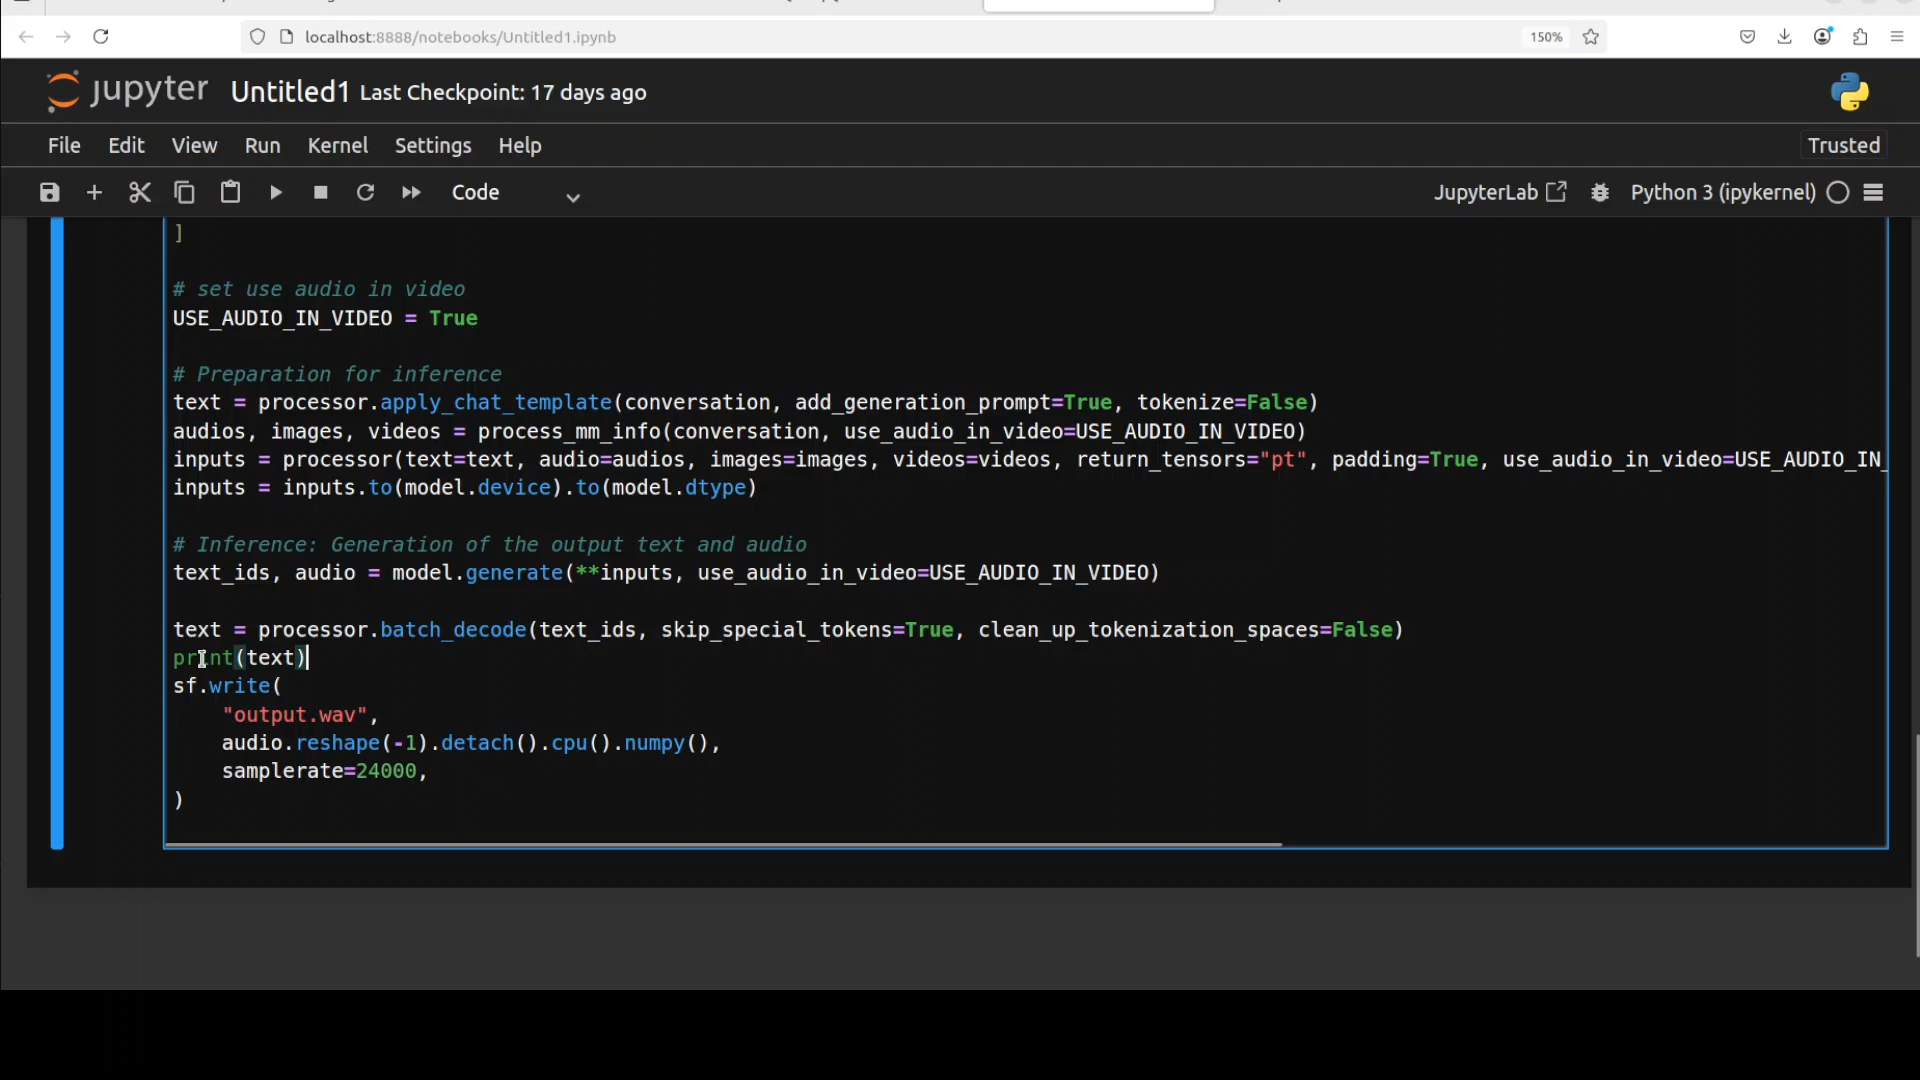 localhost:8888/notebooks/Untitled1.ipynb
150%
jupyter Untitled1 Last Checkpoint: 17 days ago
File Edit View Run Kernel Settings Help
Trusted
Code
JupyterLab
Python 3 (ipykernel)
]
# set use audio in video
USE_AUDIO_IN_VIDEO = True
# Preparation for inference
text = processor.apply_chat_template(conversation, add_generation_prompt=True, tokenize=False)
audios, images, videos = process_mm_info(conversation, use_audio_in_video=USE_AUDIO_IN_VIDEO)
inputs = processor(text=text, audio=audios, images=images, videos=videos, return_tensors="pt", padding=True, use_audio_in_video=USE_AUDIO_IN_
inputs = inputs.to(model.device).to(model.dtype)
# Inference: Generation of the output text and audio
text_ids, audio = model.generate(**inputs, use_audio_in_video=USE_AUDIO_IN_VIDEO)
text = processor.batch_decode(text_ids, skip_special_tokens=True, clean_up_tokenization_spaces=False)
print(text)
sf.write(
    "output.wav",
    audio.reshape(-1).detach().cpu().numpy(),
    samplerate=24000,
)